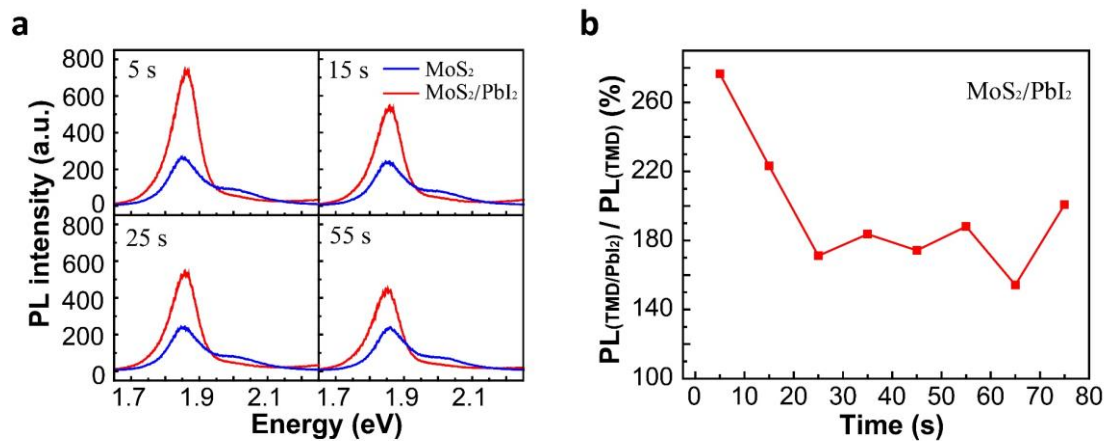 a
PL intensity (a.u.)
800
600
400
200
0
800
600
400
200
0
5 s
15 s
MoS₂
MoS₂/PbI₂
25 s
55 s
1.7 1.9 2.1 1.7 1.9 2.1
Energy (eV)
b
PL(TMD/PbI₂) / PL(TMD) (%)
260
220
180
140
100
MoS₂/PbI₂
0 10 20 30 40 50 60 70 80
Time (s)